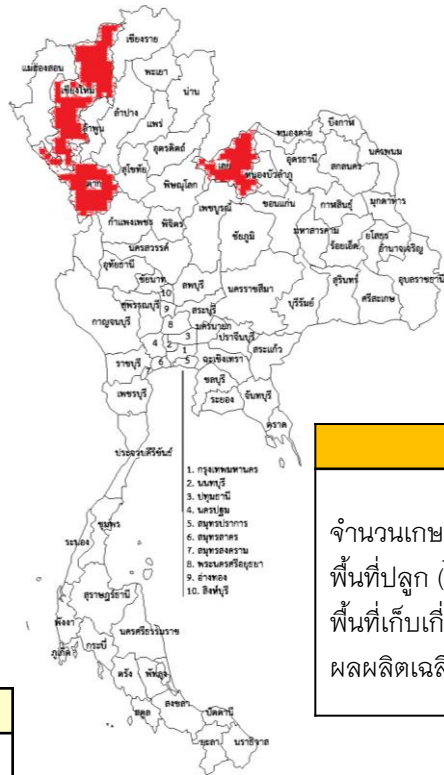 เชียงราย
แม่ฮ่องสอน
พะเยา
เชียงใหม่
น่าน
ลำปาง
ลำพูน
แพร่
บึงกาฬ
หนองคาย
เลย
อุตรดิตถ์
อุดรธานี
นครพนม
สกลนคร
สุโขทัย
หนองบัวลำภู
ตาก
พิษณุโลก
ขอนแก่น
กาฬสินธุ์
มุกดาหาร
เพชรบูรณ์
กำแพงเพชร
พิจิตร
ชัยภูมิ
มหาสารคาม
ร้อยเอ็ด
ยโสธร
อำนาจเจริญ
นครสวรรค์
อุทัยธานี
ชัยนาท
ลพบุรี
นครราชสีมา
บุรีรัมย์
สุรินทร์
ศรีสะเกษ
อุบลราชธานี
10
สุพรรณบุรี
9
สระบุรี
กาญจนบุรี
8
นครนายก
ปราจีนบุรี
3
4
2
1
สระแก้ว
ราชบุรี
6
5
ฉะเชิงเทรา
7
ชลบุรี
เพชรบุรี
ระยอง
จันทบุรี
ตราด
ประจวบคีรีขันธ์
1. กรุงเทพมหานคร
2. นนทบุรี
3. ปทุมธานี
4. นครปฐม
5. สมุทรปราการ
6. สมุทรสาคร
7. สมุทรสงคราม
8. พระนครศรีอยุธยา
9. อ่างทอง
10. สิงห์บุรี
ชุมพร
ระนอง
สุราษฎร์ธานี
พังงา
นครศรีธรรมราช
กระบี่
ภูเก็ต
ตรัง
พัทลุง
สงขลา
สตูล
ปัตตานี
ยะลา
นราธิวาส
จำนวนเกษ
พื้นที่ปลูก (
พื้นที่เก็บเกี่
ผลผลิตเฉลี